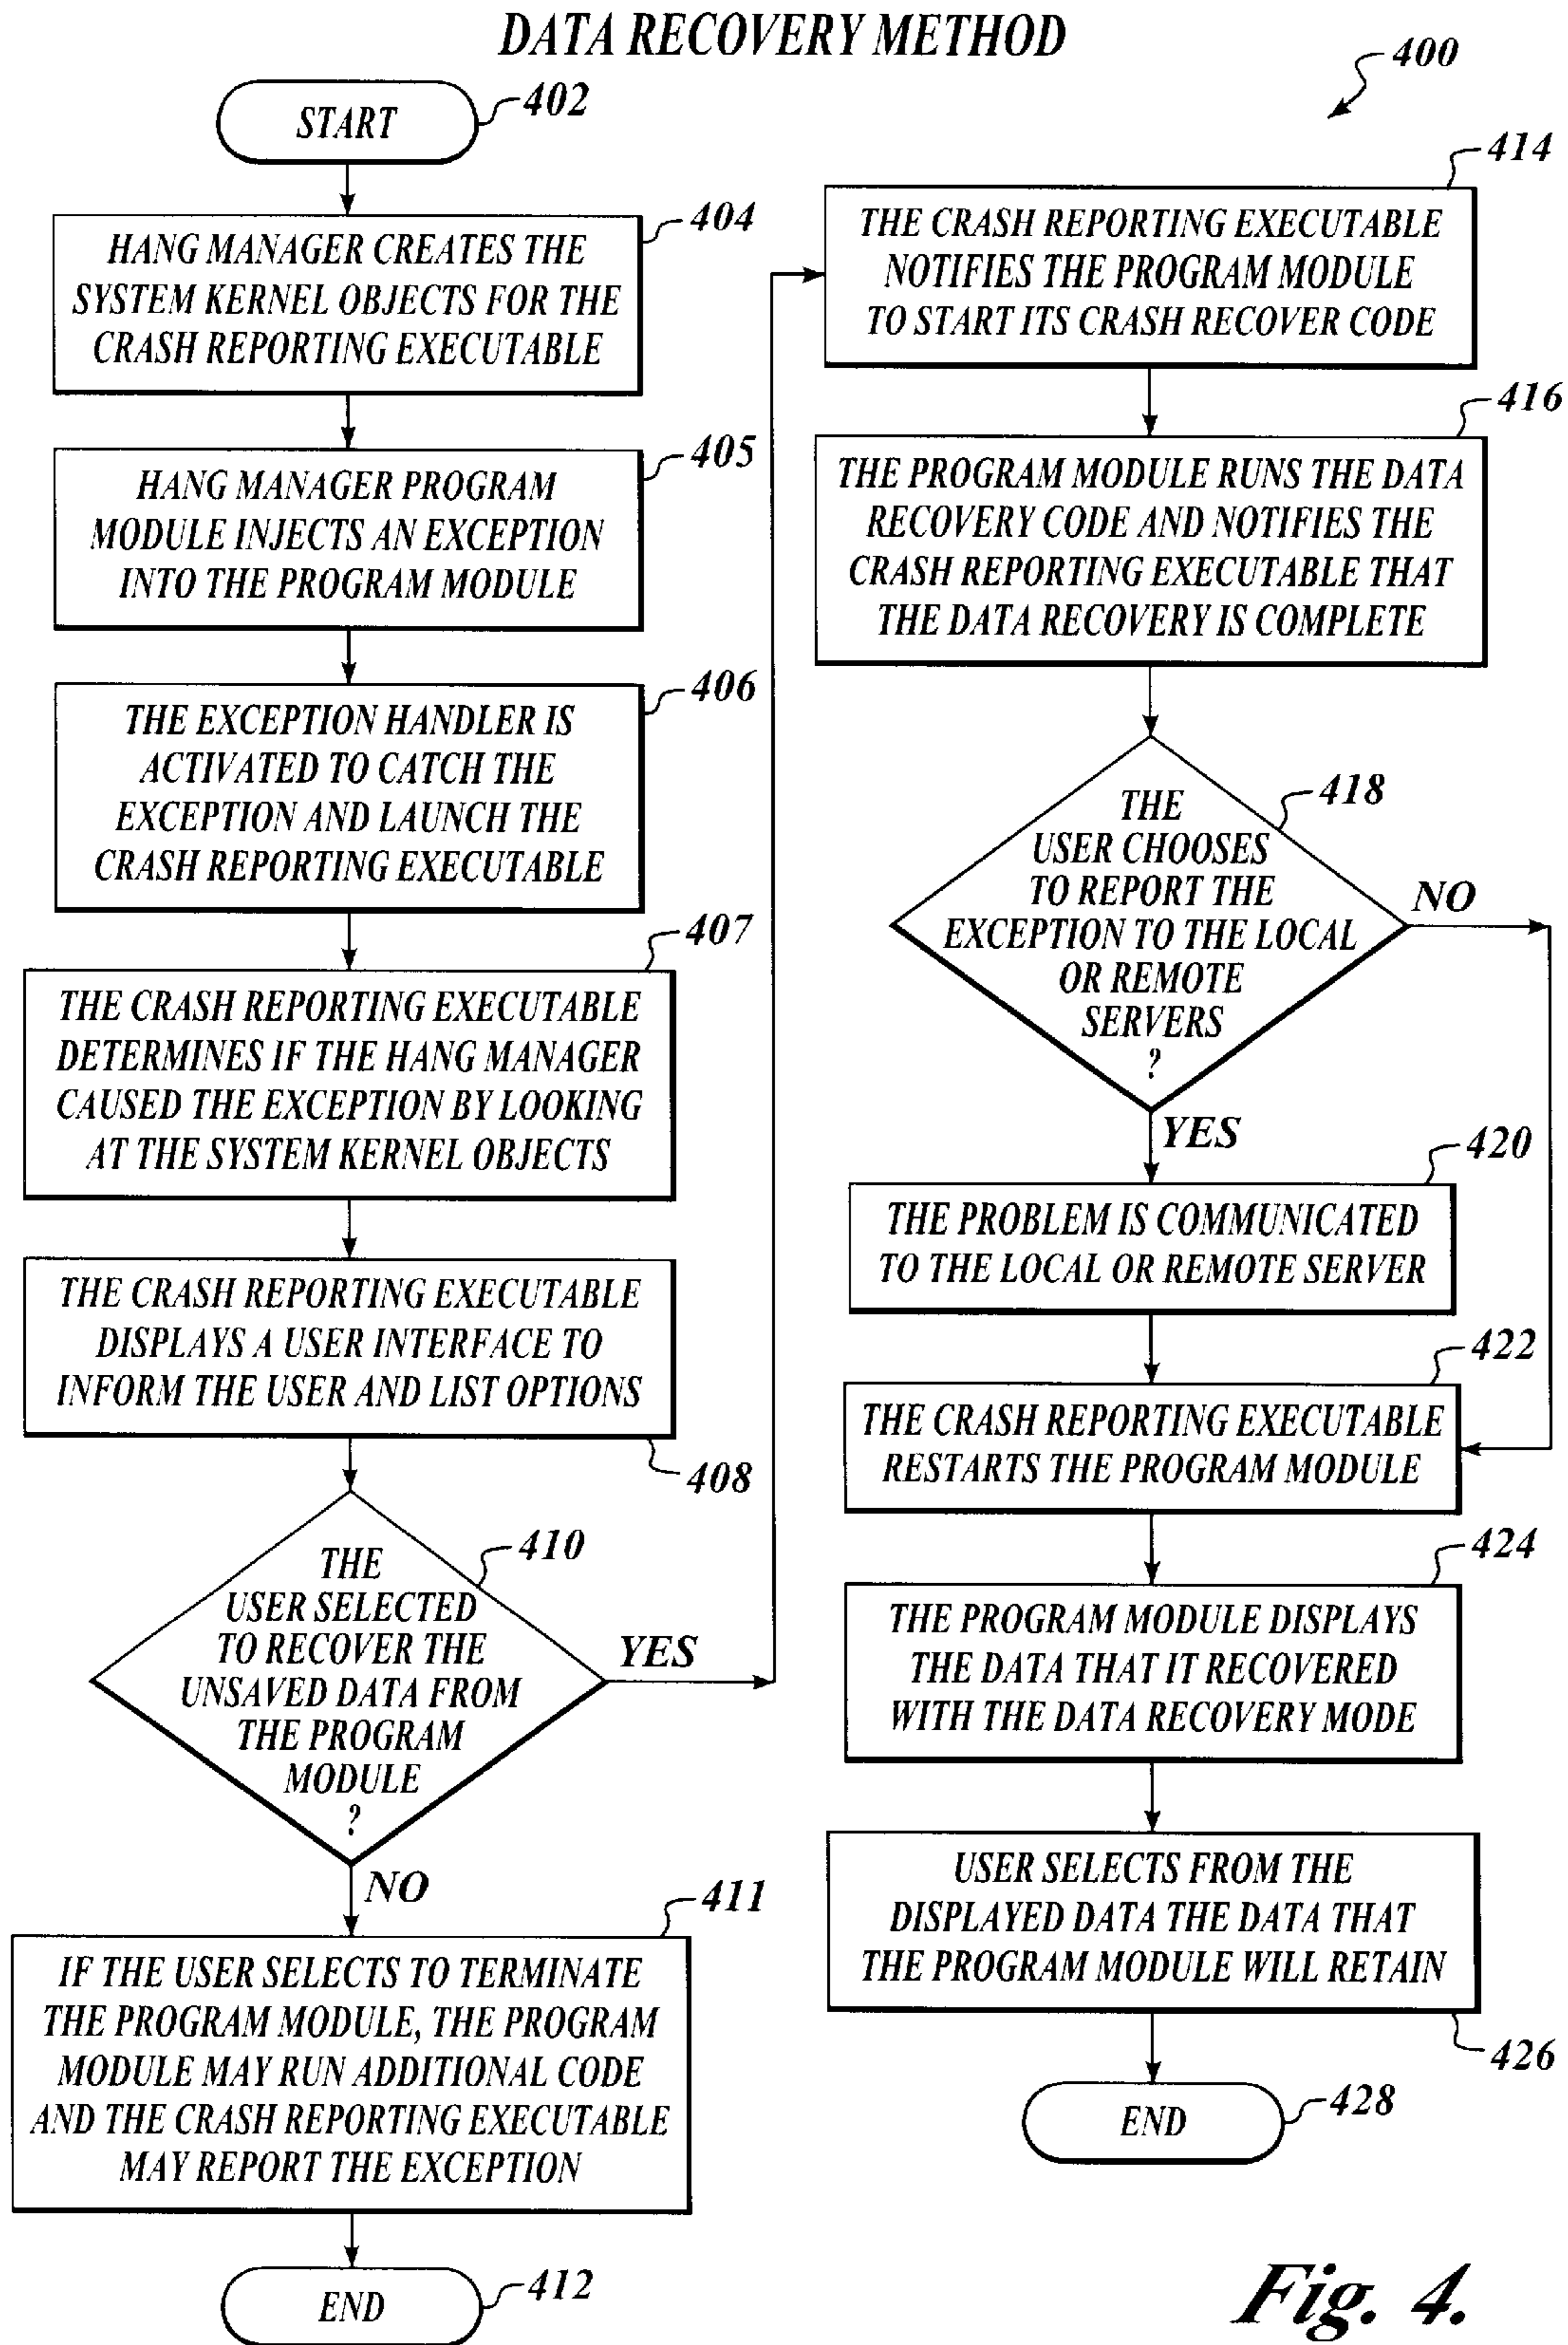 DATA RECOVERY METHOD
400
START
402
HANG MANAGER CREATES THE
SYSTEM KERNEL OBJECTS FOR THE
CRASH REPORTING EXECUTABLE
404
HANG MANAGER PROGRAM
MODULE INJECTS AN EXCEPTION
INTO THE PROGRAM MODULE
405
THE EXCEPTION HANDLER IS
ACTIVATED TO CATCH THE
EXCEPTION AND LAUNCH THE
CRASH REPORTING EXECUTABLE
406
THE CRASH REPORTING EXECUTABLE
DETERMINES IF THE HANG MANAGER
CAUSED THE EXCEPTION BY LOOKING
AT THE SYSTEM KERNEL OBJECTS
407
THE CRASH REPORTING EXECUTABLE
DISPLAYS A USER INTERFACE TO
INFORM THE USER AND LIST OPTIONS
408
THE
USER SELECTED
TO RECOVER THE
UNSAVED DATA FROM
THE PROGRAM
MODULE
?
410
YES
NO
IF THE USER SELECTS TO TERMINATE
THE PROGRAM MODULE, THE PROGRAM
MODULE MAY RUN ADDITIONAL CODE
AND THE CRASH REPORTING EXECUTABLE
MAY REPORT THE EXCEPTION
411
END
412
THE CRASH REPORTING EXECUTABLE
NOTIFIES THE PROGRAM MODULE
TO START ITS CRASH RECOVER CODE
414
THE PROGRAM MODULE RUNS THE DATA
RECOVERY CODE AND NOTIFIES THE
CRASH REPORTING EXECUTABLE THAT
THE DATA RECOVERY IS COMPLETE
416
THE
USER CHOOSES
TO REPORT THE
EXCEPTION TO THE LOCAL
OR REMOTE
SERVERS
?
418
NO
YES
THE PROBLEM IS COMMUNICATED
TO THE LOCAL OR REMOTE SERVER
420
THE CRASH REPORTING EXECUTABLE
RESTARTS THE PROGRAM MODULE
422
THE PROGRAM MODULE DISPLAYS
THE DATA THAT IT RECOVERED
WITH THE DATA RECOVERY MODE
424
USER SELECTS FROM THE
DISPLAYED DATA THE DATA THAT
THE PROGRAM MODULE WILL RETAIN
426
END
428
Fig. 4.